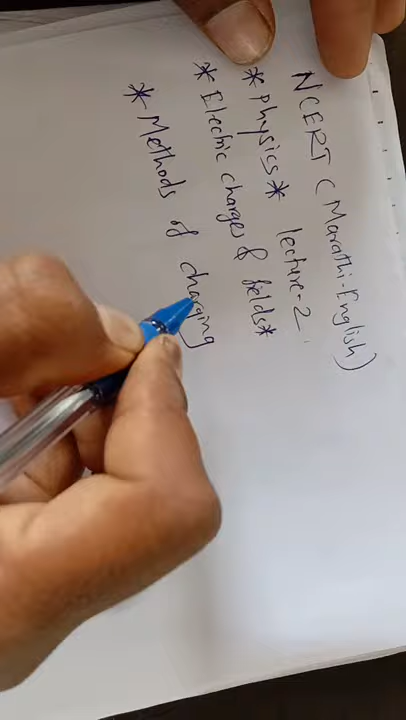 NCERT (Marathi-English)
* Physics * lecture-2.
* Electric charges & fields *
* Methods of charging